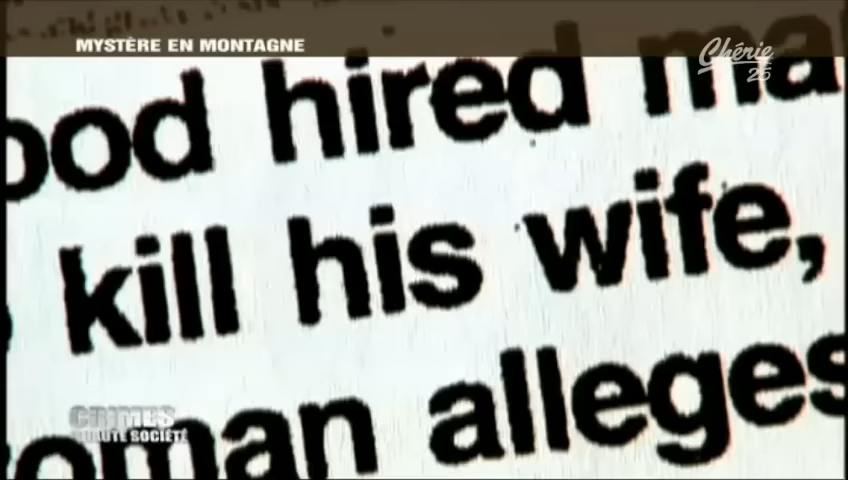 MYSTÈRE EN MONTAGNE
Chérie
25
ood hired ma
kill his wife,
oman alleges
CRIMES
HAUTE SOCIÉTÉ